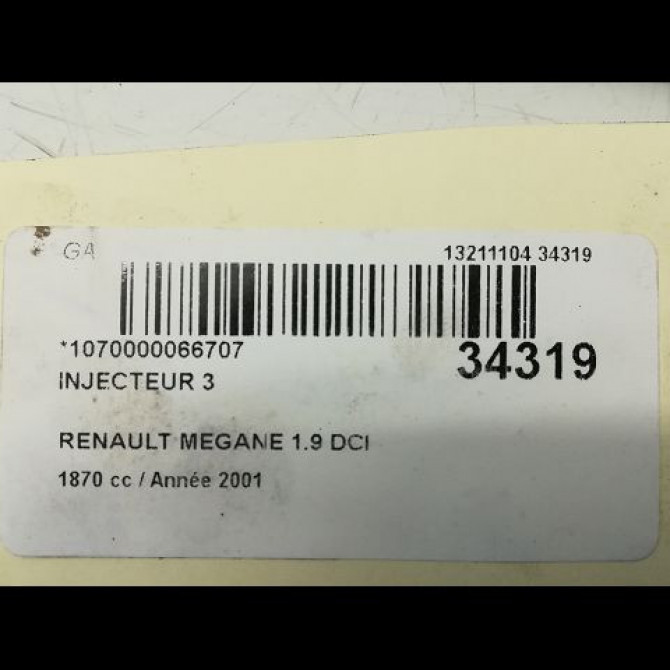 GA
13211104 34319
*1070000066707
34319
INJECTEUR 3
RENAULT MEGANE 1.9 DCI
1870 cc / Année 2001